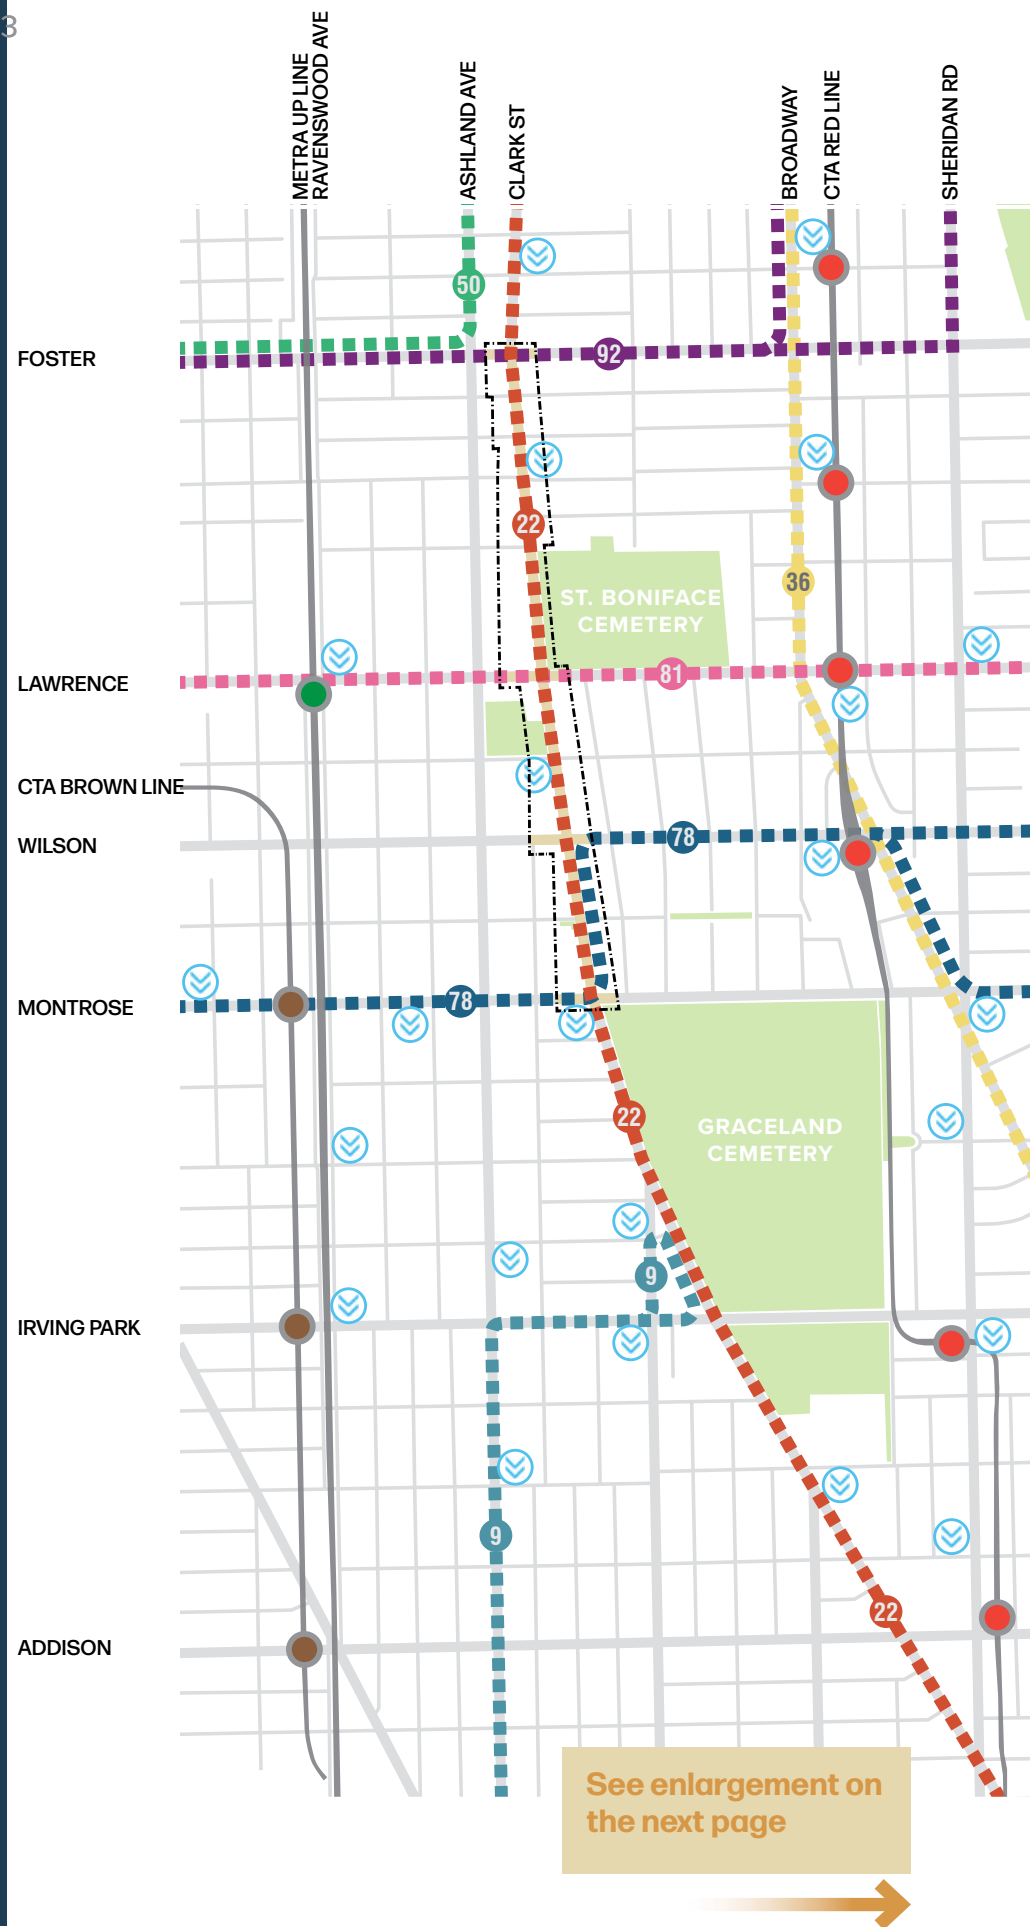 3
METRA UP LINE
RAVENSWOOD AVE
ASHLAND AVE
CLARK ST
BROADWAY
CTA RED LINE
SHERIDAN RD
50
FOSTER
92
22
36
ST. BONIFACE
CEMETERY
LAWRENCE
81
CTA BROWN LINE
WILSON
78
MONTROSE
78
22
GRACELAND
CEMETERY
9
IRVING PARK
9
22
ADDISON
See enlargement on
the next page